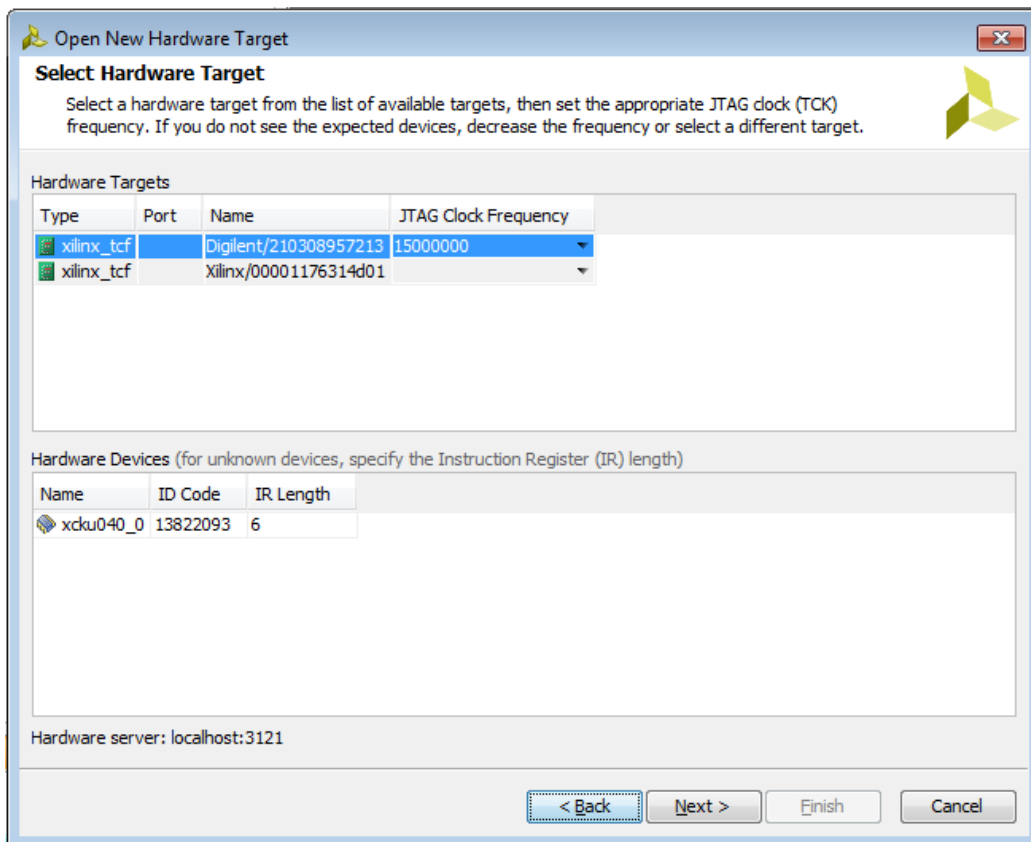 Open New Hardware Target
Select Hardware Target
Select a hardware target from the list of available targets, then set the appropriate JTAG clock (TCK)
frequency. If you do not see the expected devices, decrease the frequency or select a different target.
Hardware Targets
Type Port Name JTAG Clock Frequency
xilinx_tcf Digilent/210308957213 15000000
xilinx_tcf Xilinx/00001176314d01
Hardware Devices (for unknown devices, specify the Instruction Register (IR) length)
Name ID Code IR Length
xcku040_0 13822093 6
Hardware server: localhost:3121
< Back Next > Finish Cancel